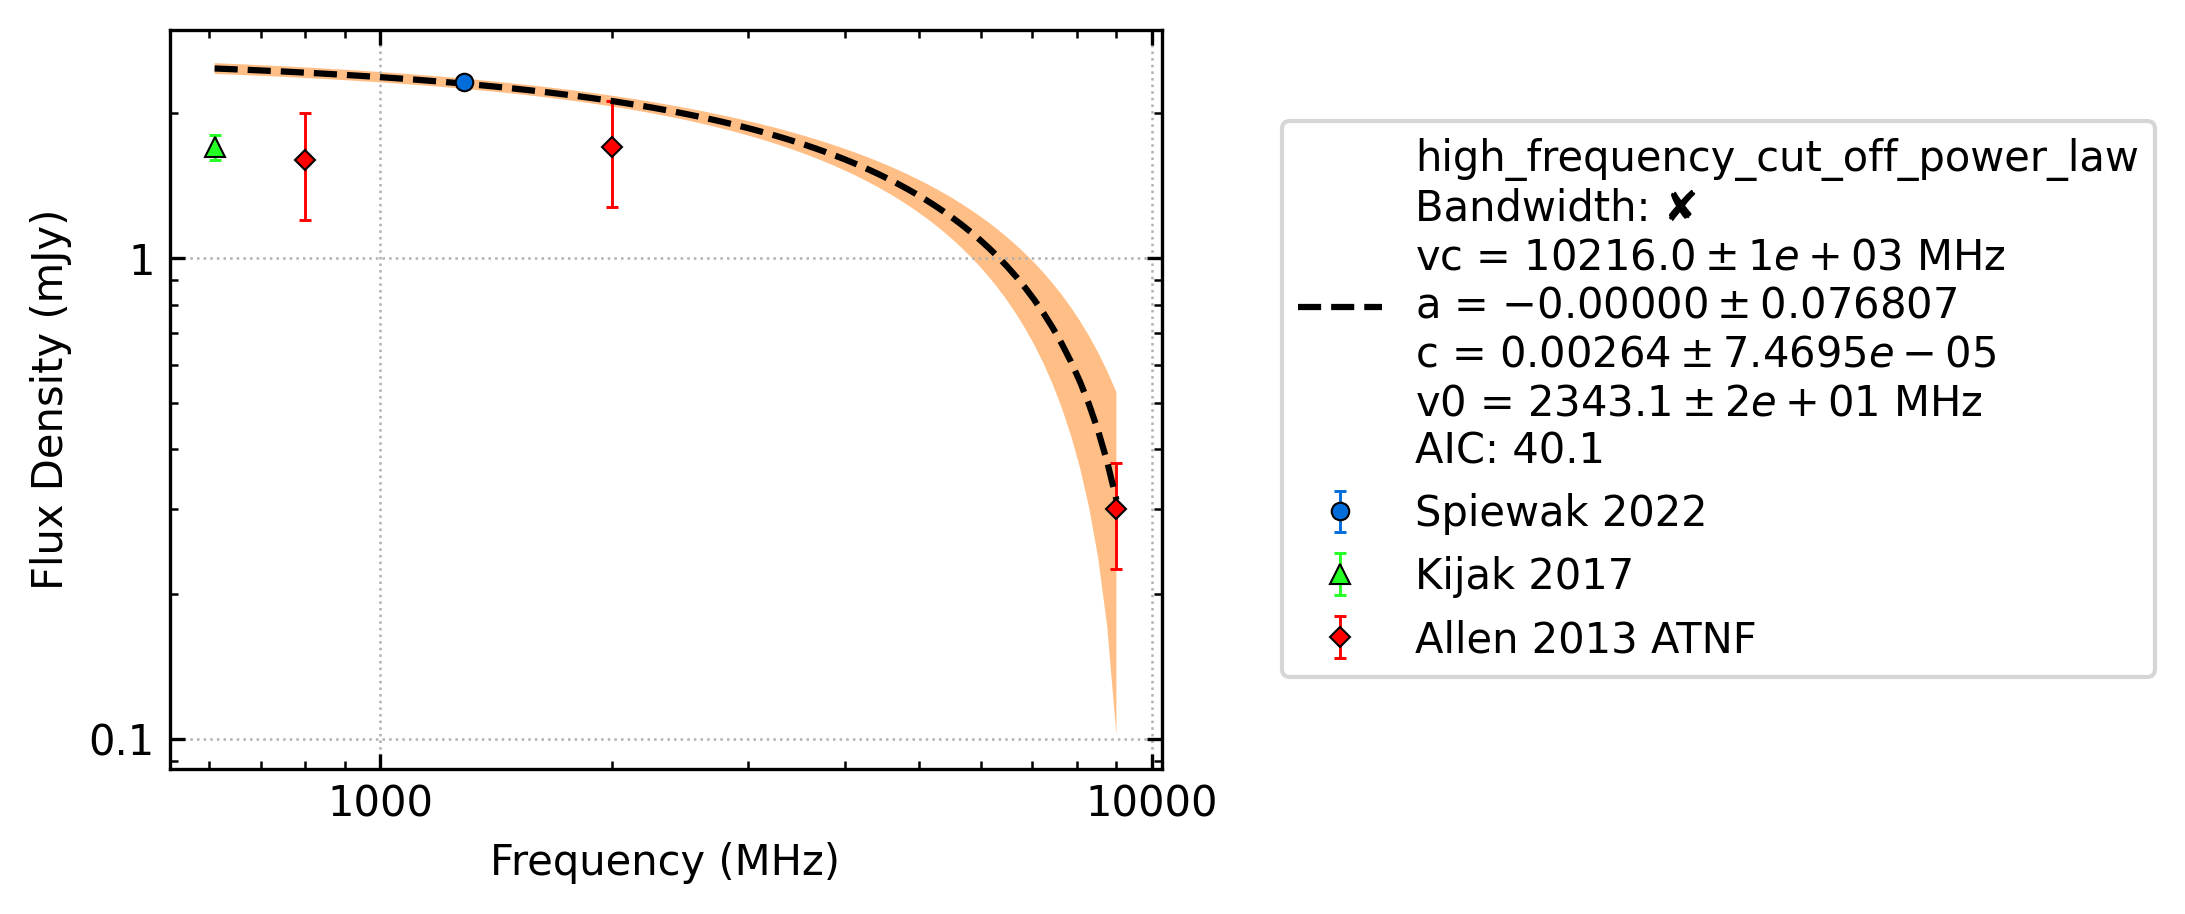 Flux Density (mJy)
1
0.1
1000
10000
Frequency (MHz)
high_frequency_cut_off_power_law
Bandwidth: ✘
vc = 10216.0 ± 1e + 03 MHz
a = −0.00000 ± 0.076807
c = 0.00264 ± 7.4695e − 05
v0 = 2343.1 ± 2e + 01 MHz
AIC: 40.1
Spiewak 2022
Kijak 2017
Allen 2013 ATNF